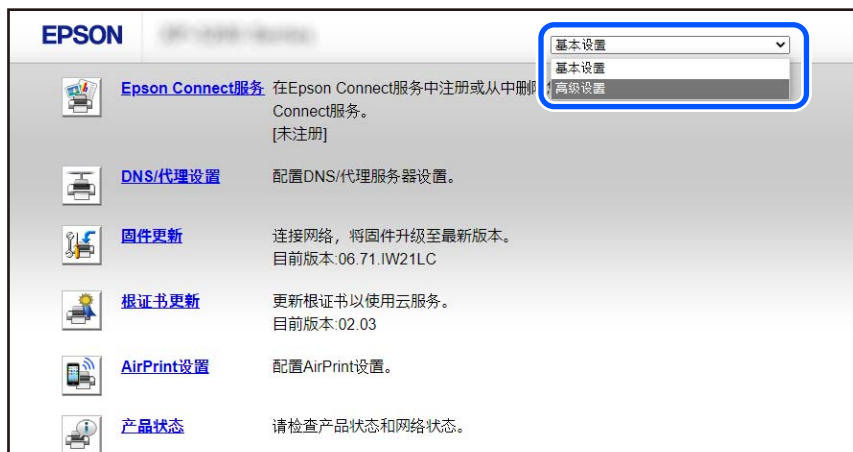 EPSON
基本设置
基本设置
高级设置
Epson Connect服务 在Epson Connect服务中注册或从中删除
Connect服务。
[未注册]
DNS/代理设置 配置DNS/代理服务器设置。
固件更新 连接网络，将固件升级至最新版本。
目前版本:06.71.IW21LC
根证书更新 更新根证书以使用云服务。
目前版本:02.03
AirPrint设置 配置AirPrint设置。
产品状态 请检查产品状态和网络状态。